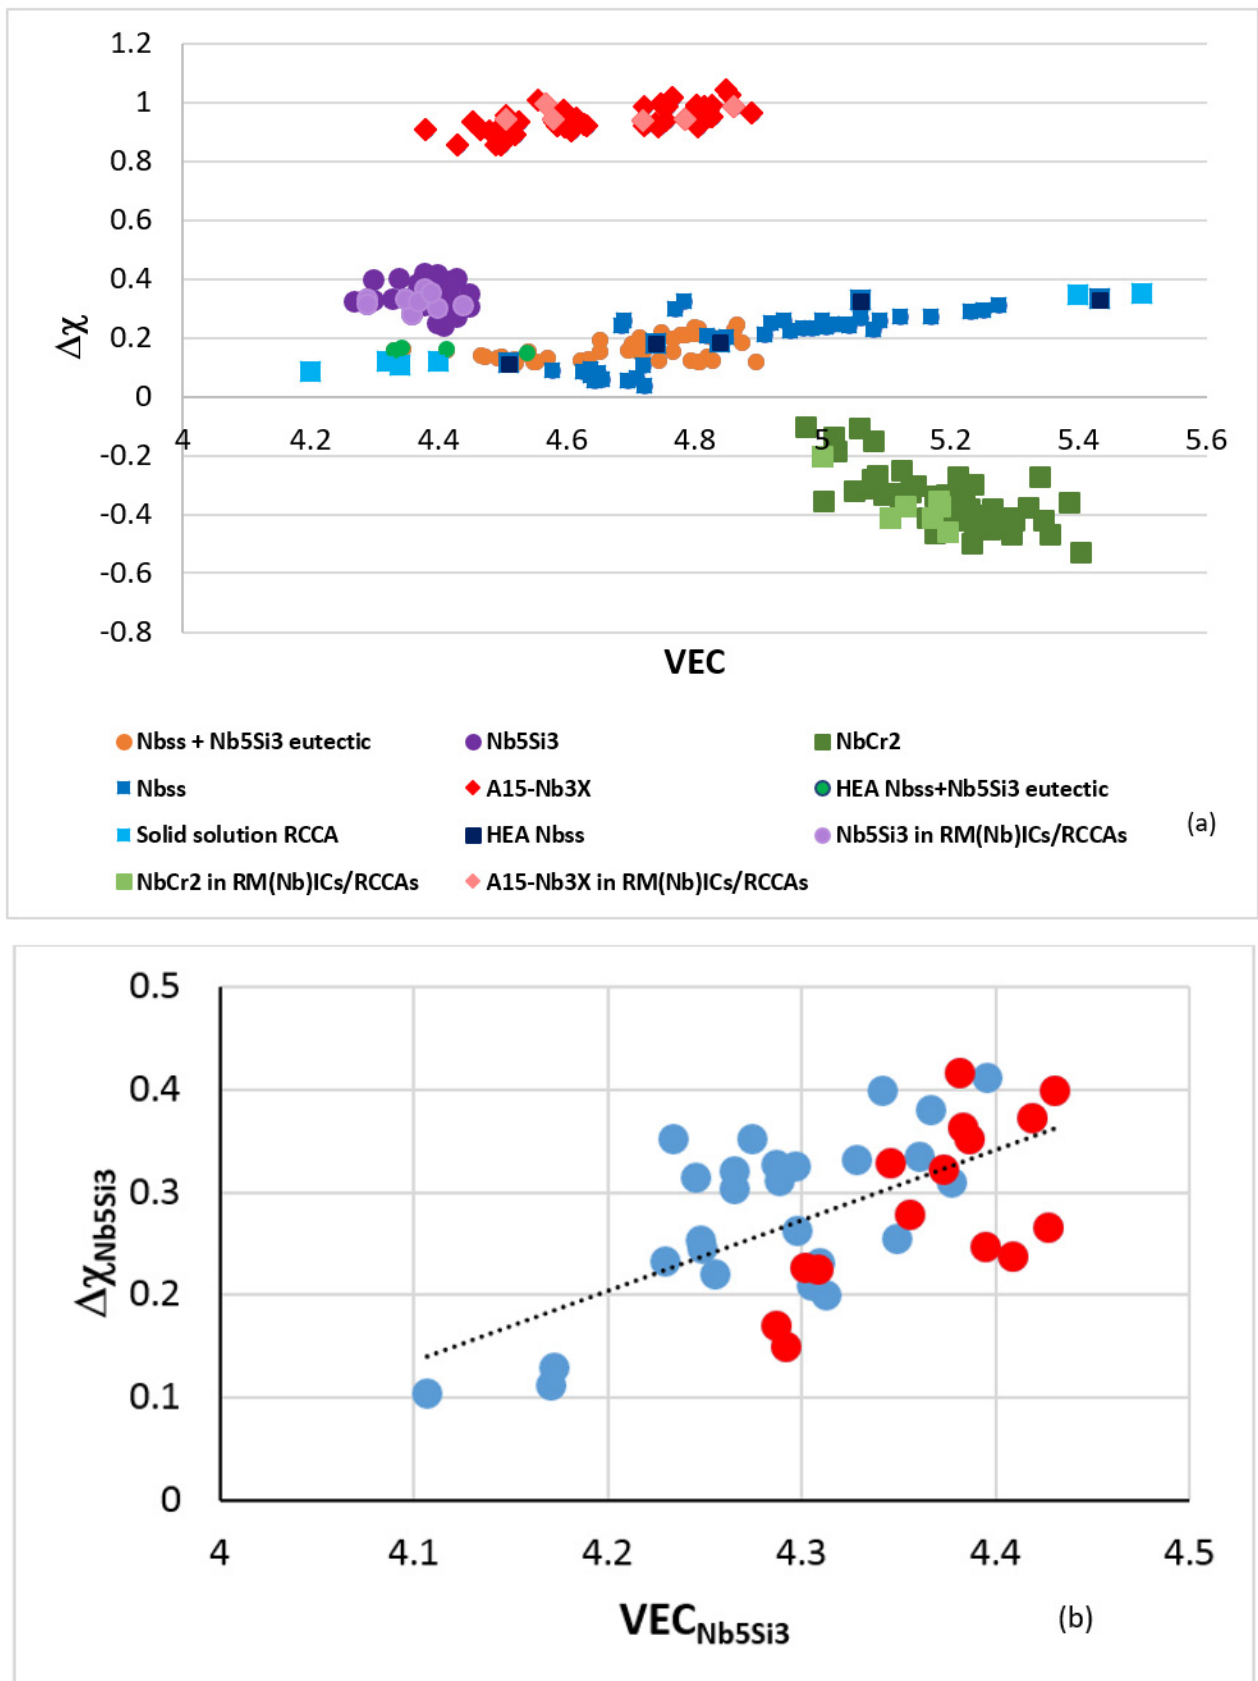 1.2
1
0.8
0.6
0.4
0.2
0
-0.2
-0.4
-0.6
-0.8
Δχ
4 4.2 4.4 4.6 4.8 5 5.2 5.4 5.6
VEC
Nbss + Nb5Si3 eutectic Nb5Si3 NbCr2
Nbss A15-Nb3X HEA Nbss+Nb5Si3 eutectic
Solid solution RCCA HEA Nbss Nb5Si3 in RM(Nb)ICs/RCCAs
NbCr2 in RM(Nb)ICs/RCCAs A15-Nb3X in RM(Nb)ICs/RCCAs
(a)
0.5
0.4
0.3
0.2
0.1
0
ΔχNb5Si3
4 4.1 4.2 4.3 4.4 4.5
VECNb5Si3
(b)